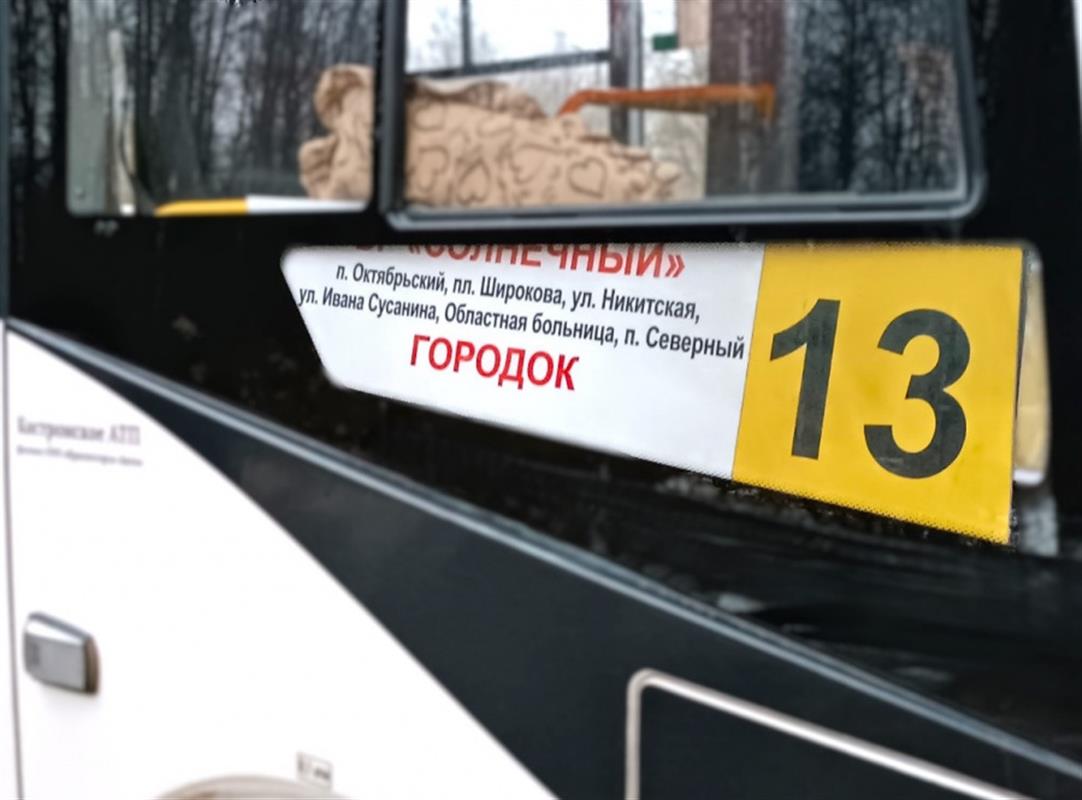 «СОЛНЕЧНЫЙ»
п. Октябрьский, пл. Широкова, ул. Никитская,
ул. Ивана Сусанина, Областная больница, п. Северный
ГОРОДОК
13
Костромское АТП